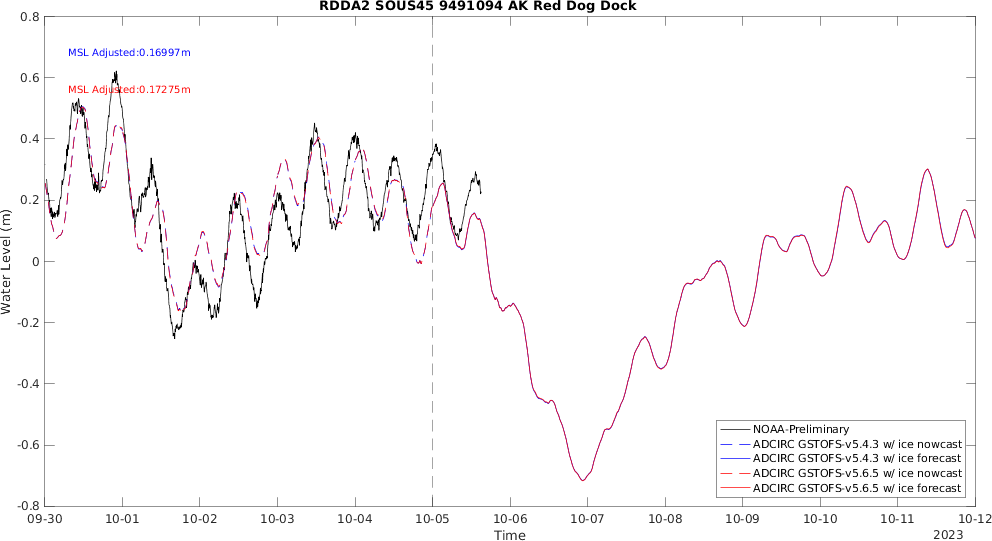 RDDA2 SOUS45 9491094 AK Red Dog Dock
0.8
0.6
0.4
0.2
0
-0.2
-0.4
-0.6
-0.8
Water Level (m)
MSL Adjusted:0.16997m
MSL Adjusted:0.17275m
NOAA-Preliminary
ADCIRC GSTOFS-v5.4.3 w/ ice nowcast
ADCIRC GSTOFS-v5.4.3 w/ ice forecast
ADCIRC GSTOFS-v5.6.5 w/ ice nowcast
ADCIRC GSTOFS-v5.6.5 w/ ice forecast
09-30 10-01 10-02 10-03 10-04 10-05 10-06 10-07 10-08 10-09 10-10 10-11 10-12
Time
2023